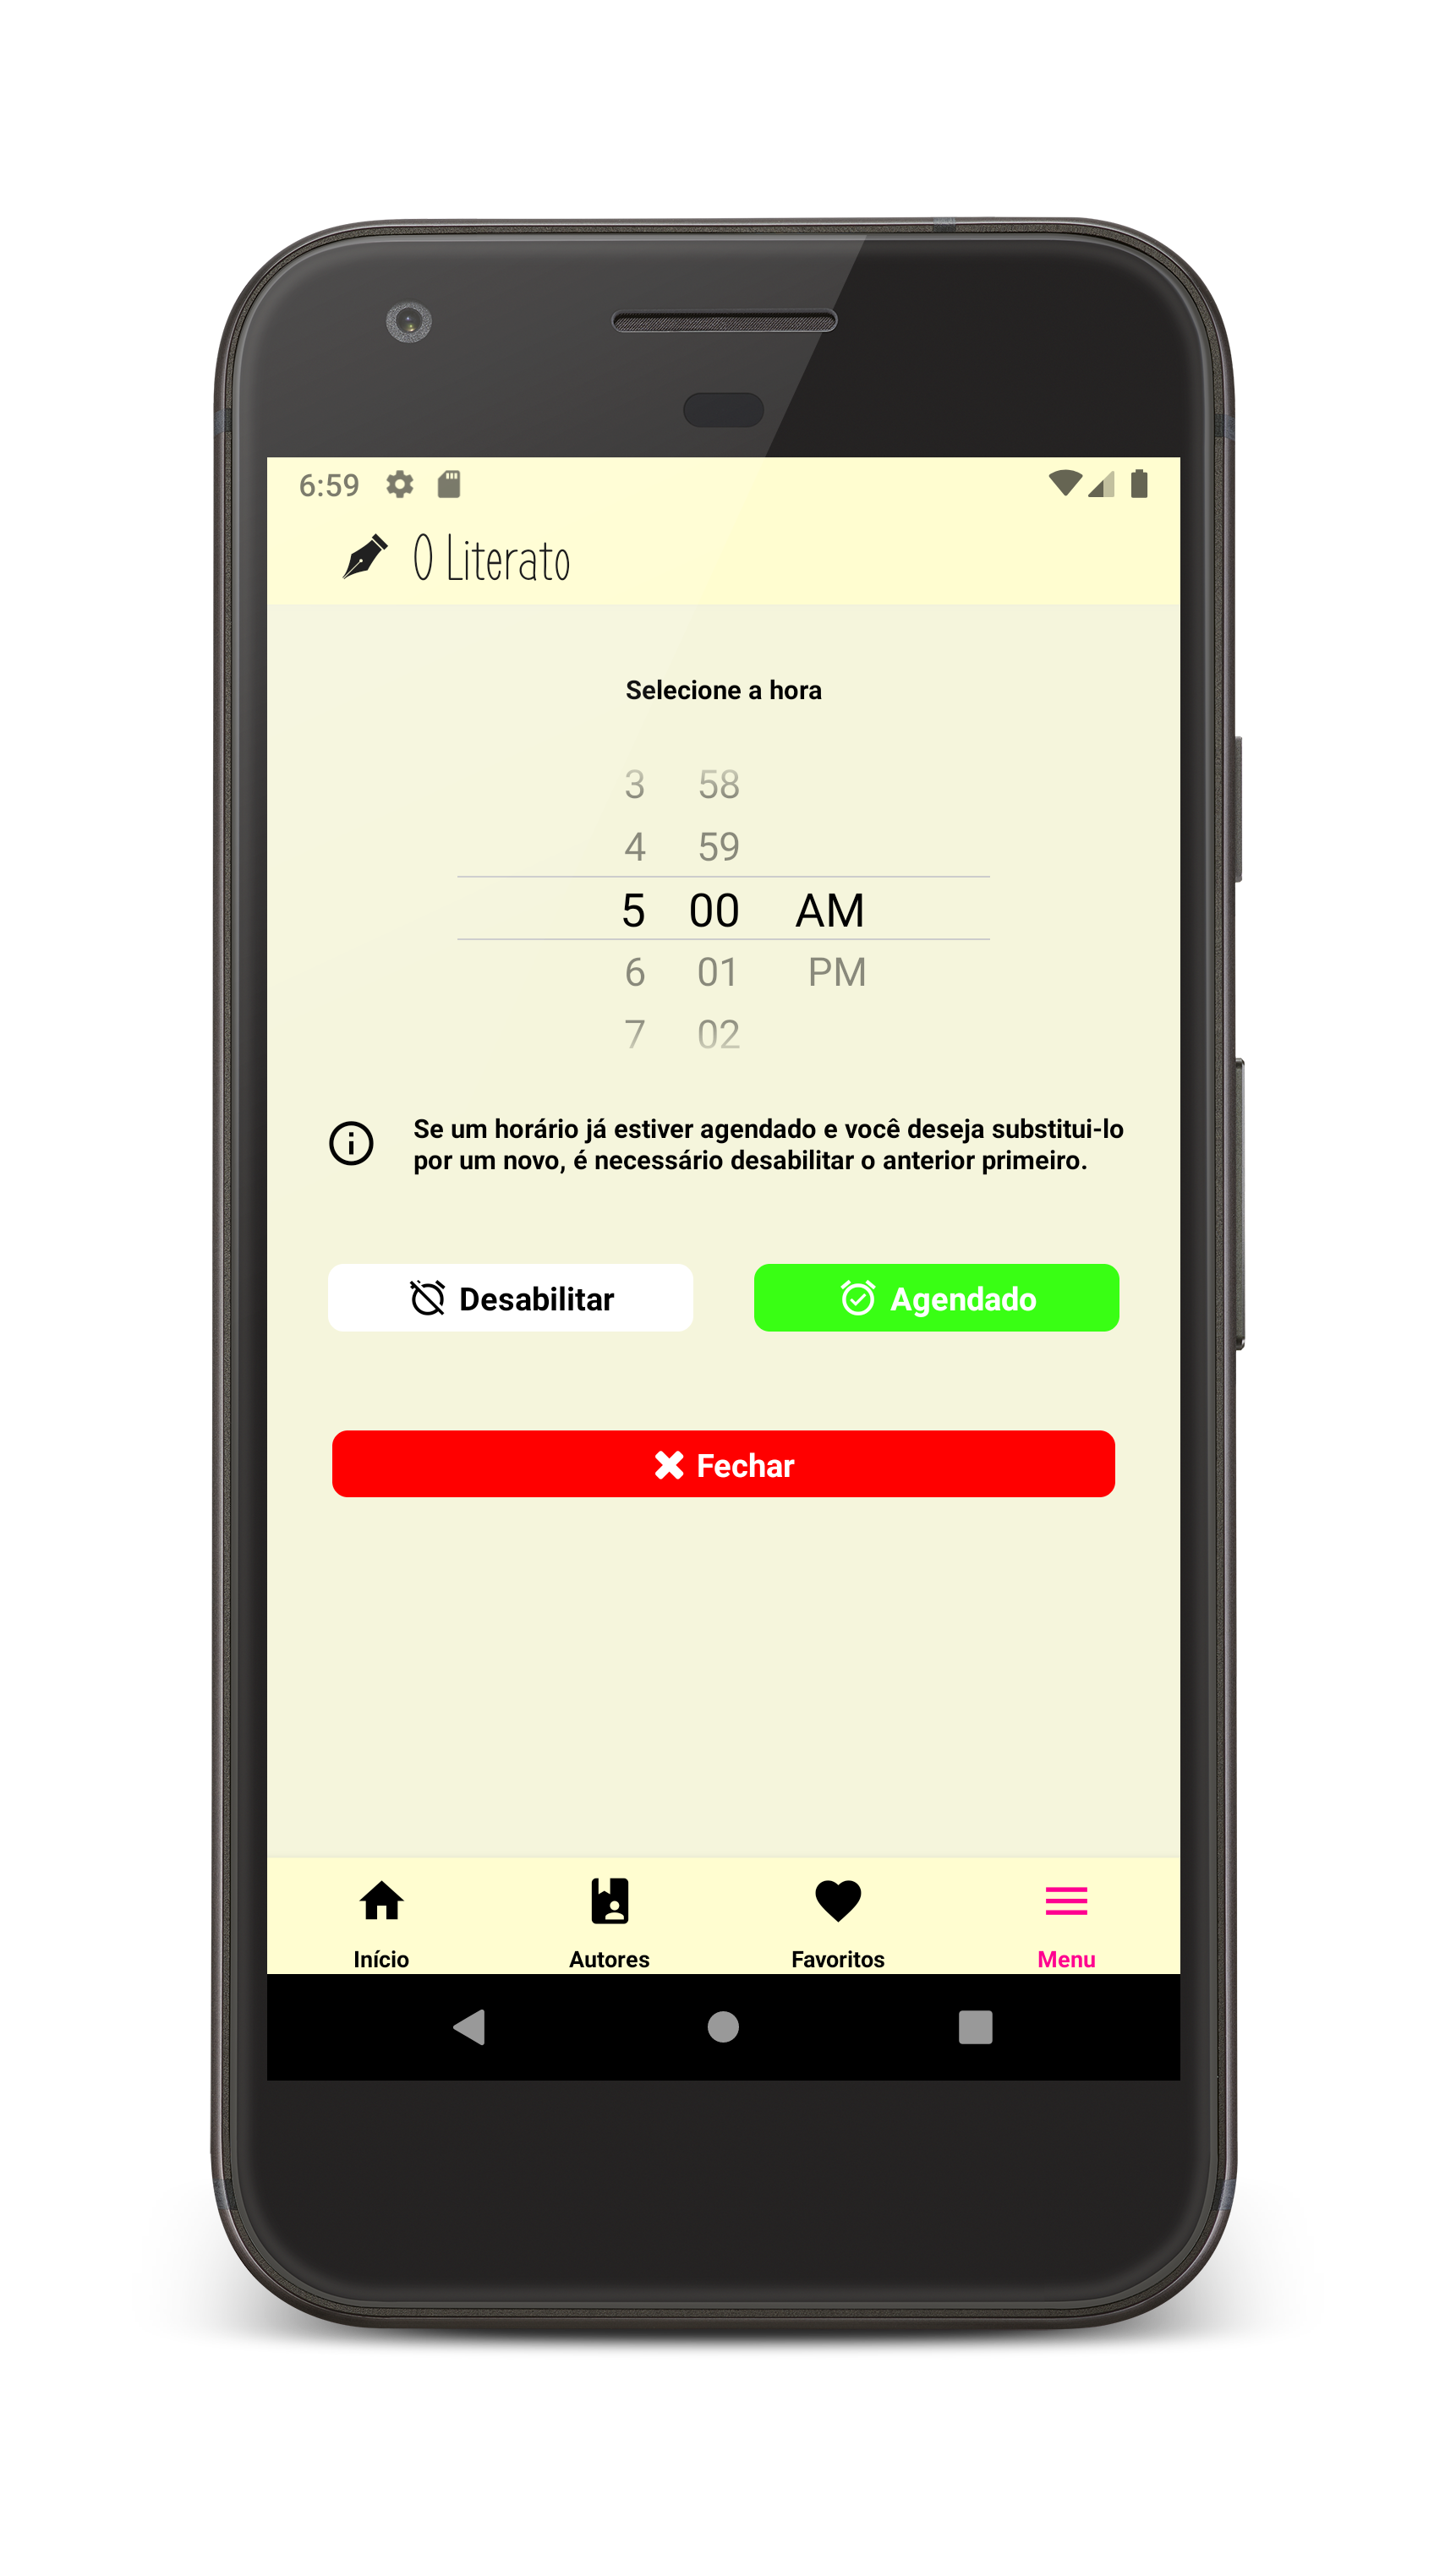 6:59
O Literato
Selecione a hora
3 58
4 59
5 00 AM
6 01 PM
7 02
Se um horário já estiver agendado e você deseja substitui-lo
por um novo, é necessário desabilitar o anterior primeiro.
Desabilitar Agendado
Fechar
Início Autores Favoritos Menu